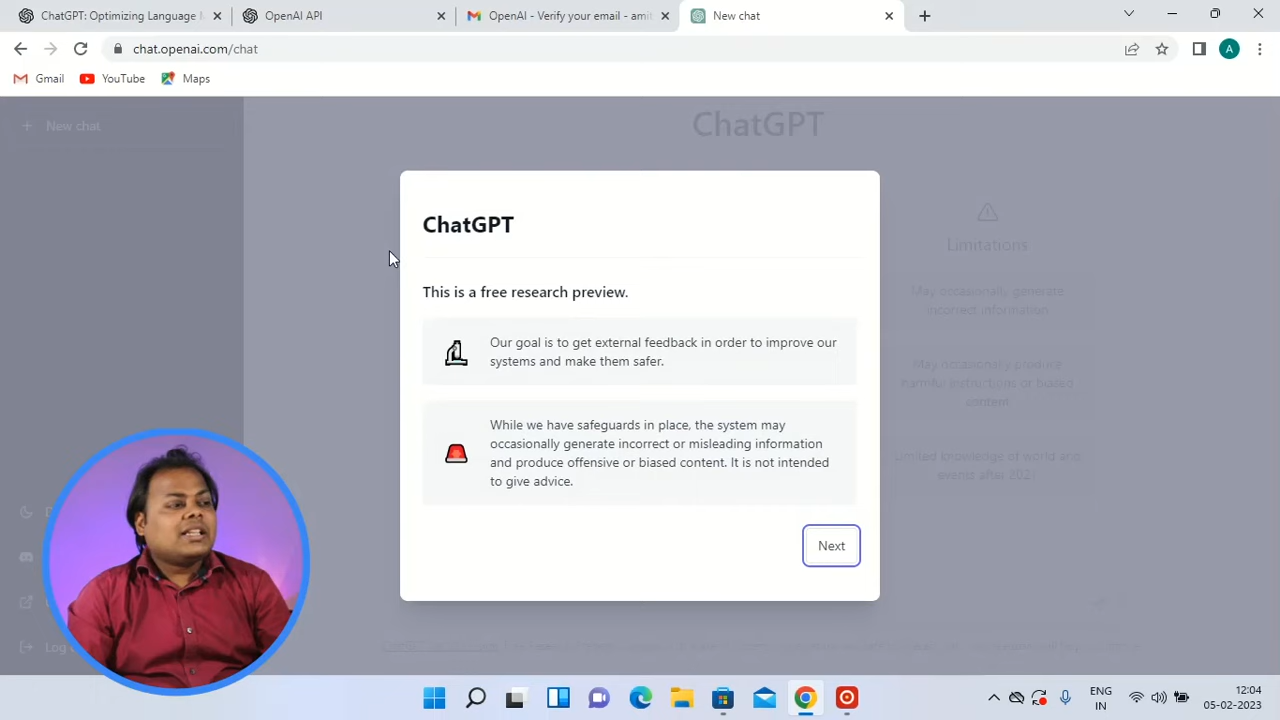 ChatGPT: Optimizing Language
OpenAI API
OpenAI - Verify your email - amit
New chat
chat.openai.com/chat
A
Gmail
YouTube
Maps
New chat
ChatGPT
Limitations
May occasionally generate
incorrect information
May occasionally produce
harmful instructions or biased
content
Limited knowledge of world and
events after 2021
ChatGPT
This is a free research preview.
Our goal is to get external feedback in order to improve our
systems and make them safer.
While we have safeguards in place, the system may
occasionally generate incorrect or misleading information
and produce offensive or biased content. It is not intended
to give advice.
Next
Log
ENG
IN
12:04
05-02-2023